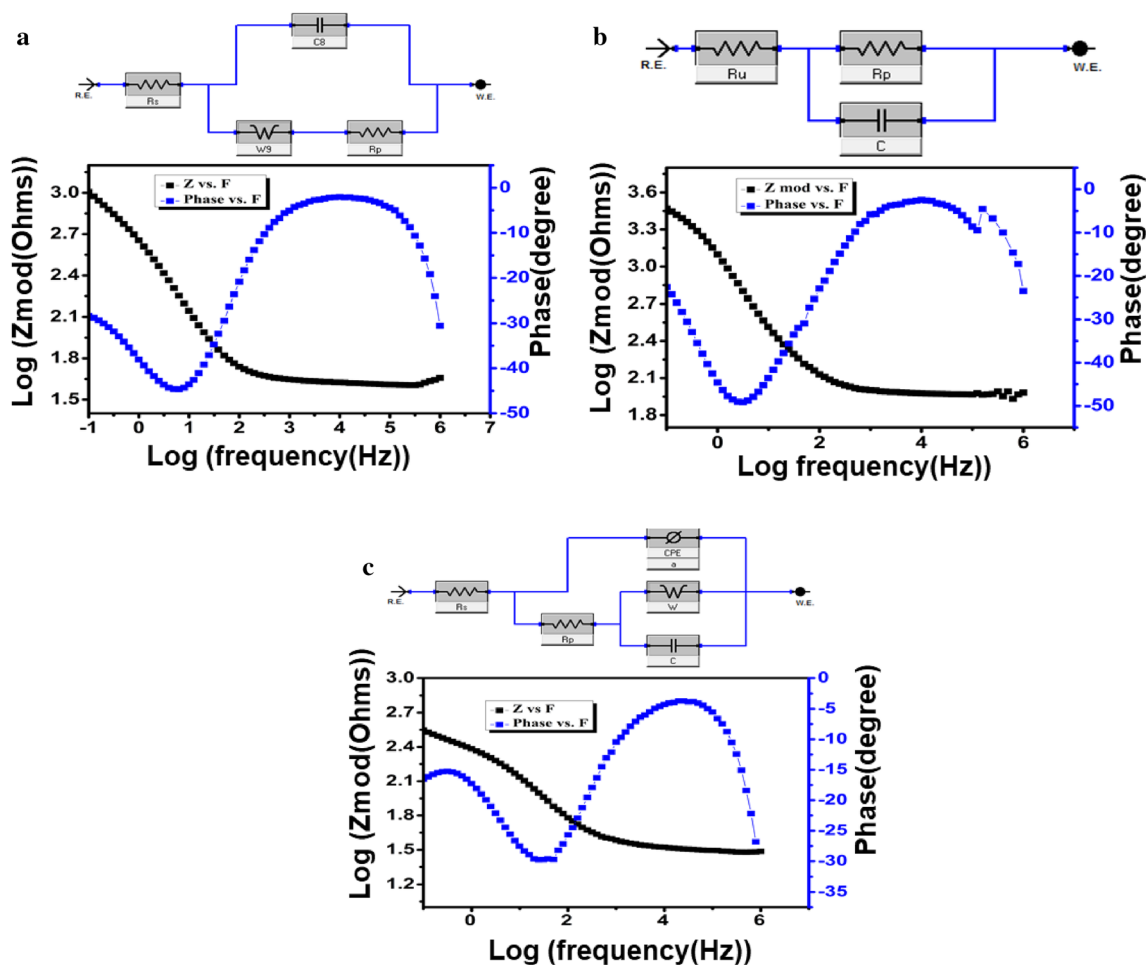 a
C8
R.E.
Rs
W.E.
W9
Rp
Log (Zmod(Ohms))
3.0
2.7
2.4
2.1
1.8
1.5
Z vs. F
Phase vs. F
0
-10
-20
-30
-40
-50
Phase(degree)
-1 0 1 2 3 4 5 6 7
Log (frequency(Hz))
b
R.E.
Ru
Rp
W.E.
C
Log (Zmod(Ohms))
3.6
3.3
3.0
2.7
2.4
2.1
1.8
Z mod vs. F
Phase vs. F
0
-10
-20
-30
-40
-50
Phase(degree)
0 2 4 6
Log frequency(Hz))
c
CPE
a
R.E.
Rs
W
W.E.
Rp
C
Log (Zmod(Ohms))
3.0
2.7
2.4
2.1
1.8
1.5
1.2
Z vs F
Phase vs. F
0
-5
-10
-15
-20
-25
-30
-35
Phase(degree)
0 2 4 6
Log (frequency(Hz))